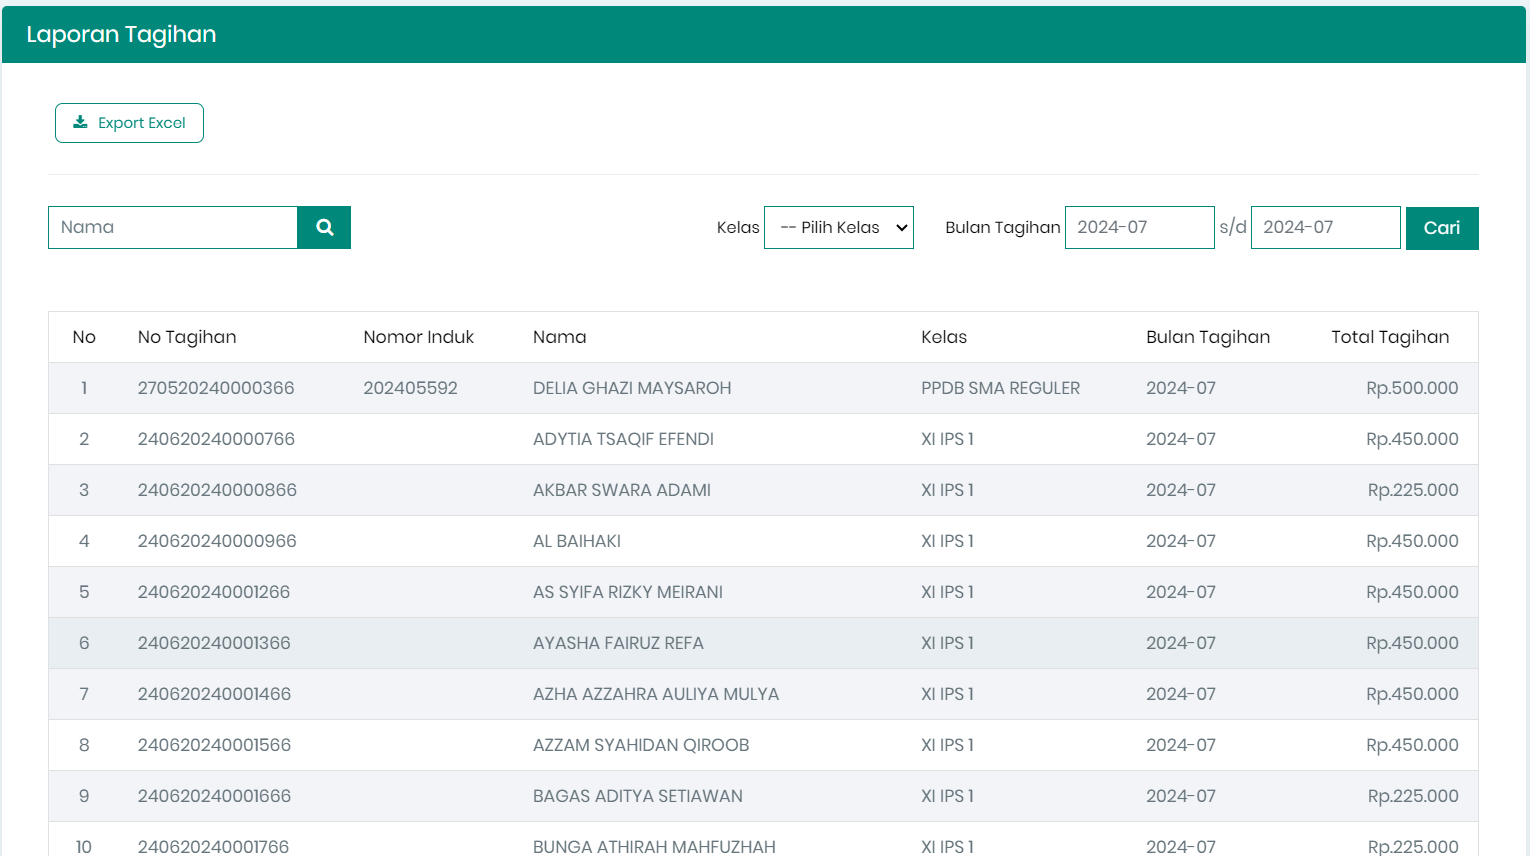 Laporan Tagihan
Export Excel
Nama Kelas -- Pilih Kelas Bulan Tagihan 2024-07 s/d 2024-07 Cari
No No Tagihan Nomor Induk Nama Kelas Bulan Tagihan Total Tagihan
1 270520240000366 202405592 DELIA GHAZI MAYSAROH PPDB SMA REGULER 2024-07 Rp.500.000
2 240620240000766 ADYTIA TSAQIF EFENDI XI IPS 1 2024-07 Rp.450.000
3 240620240000866 AKBAR SWARA ADAMI XI IPS 1 2024-07 Rp.225.000
4 240620240000966 AL BAIHAKI XI IPS 1 2024-07 Rp.450.000
5 240620240001266 AS SYIFA RIZKY MEIRANI XI IPS 1 2024-07 Rp.450.000
6 240620240001366 AYASHA FAIRUZ REFA XI IPS 1 2024-07 Rp.450.000
7 240620240001466 AZHA AZZAHRA AULIYA MULYA XI IPS 1 2024-07 Rp.450.000
8 240620240001566 AZZAM SYAHIDAN QIROOB XI IPS 1 2024-07 Rp.450.000
9 240620240001666 BAGAS ADITYA SETIAWAN XI IPS 1 2024-07 Rp.225.000
10 240620240001766 BUNGA ATHIRAH MAHFUZHAH XI IPS 1 2024-07 Rp.225.000